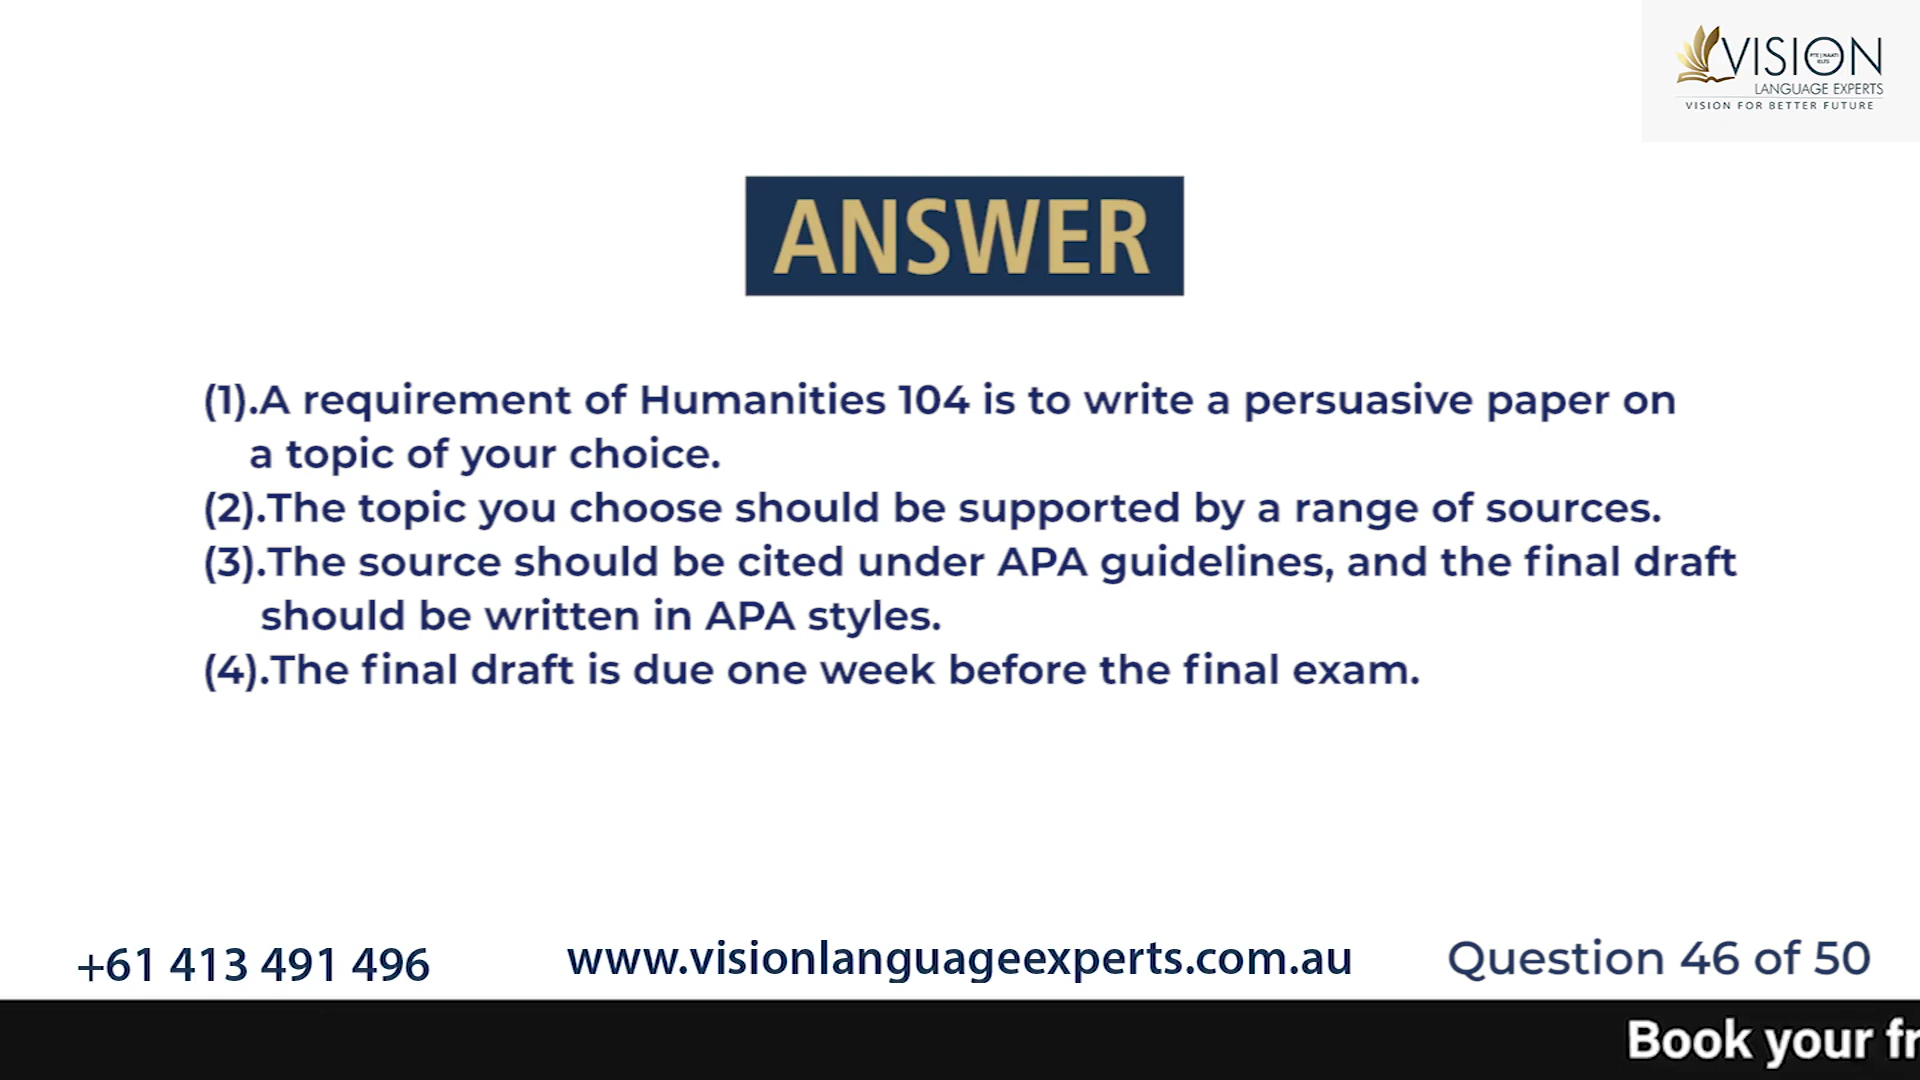 VISION
LANGUAGE EXPERTS
VISION FOR BETTER FUTURE
ANSWER
(1).A requirement of Humanities 104 is to write a persuasive paper on
a topic of your choice.
(2).The topic you choose should be supported by a range of sources.
(3).The source should be cited under APA guidelines, and the final draft
should be written in APA styles.
(4).The final draft is due one week before the final exam.
+61 413 491 496
www.visionlanguageexperts.com.au
Question 46 of 50
Book your